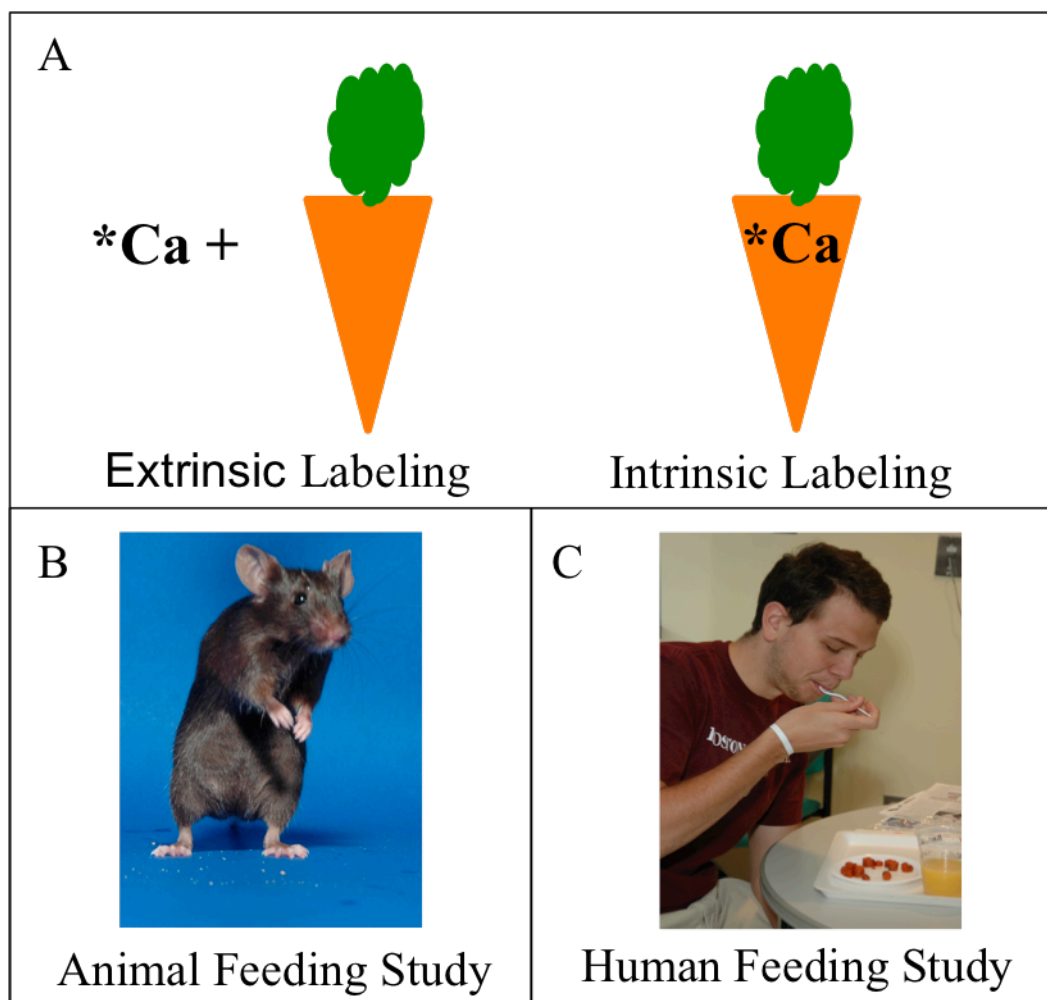 A
*Ca +
*Ca
Extrinsic Labeling
Intrinsic Labeling
B
C
Animal Feeding Study
Human Feeding Study